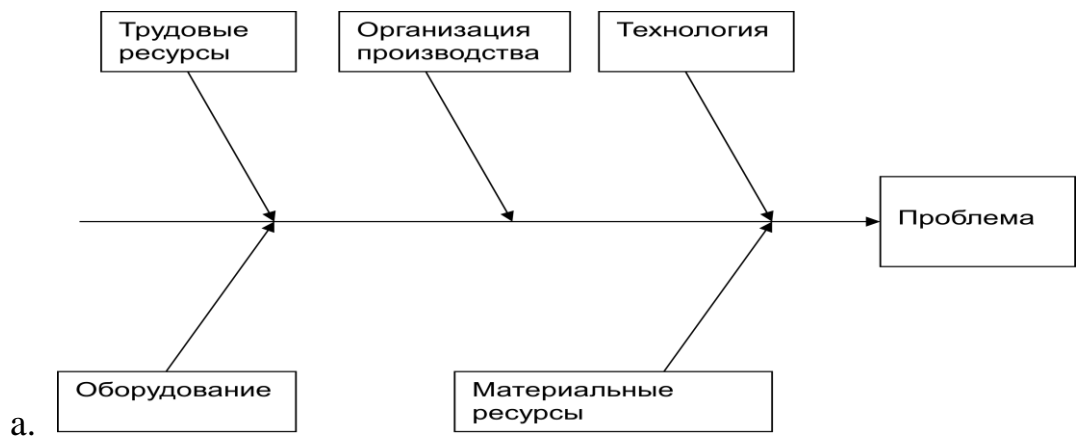 Трудовые
ресурсы
Организация
производства
Технология
Проблема
Оборудование
Материальные
ресурсы
а.